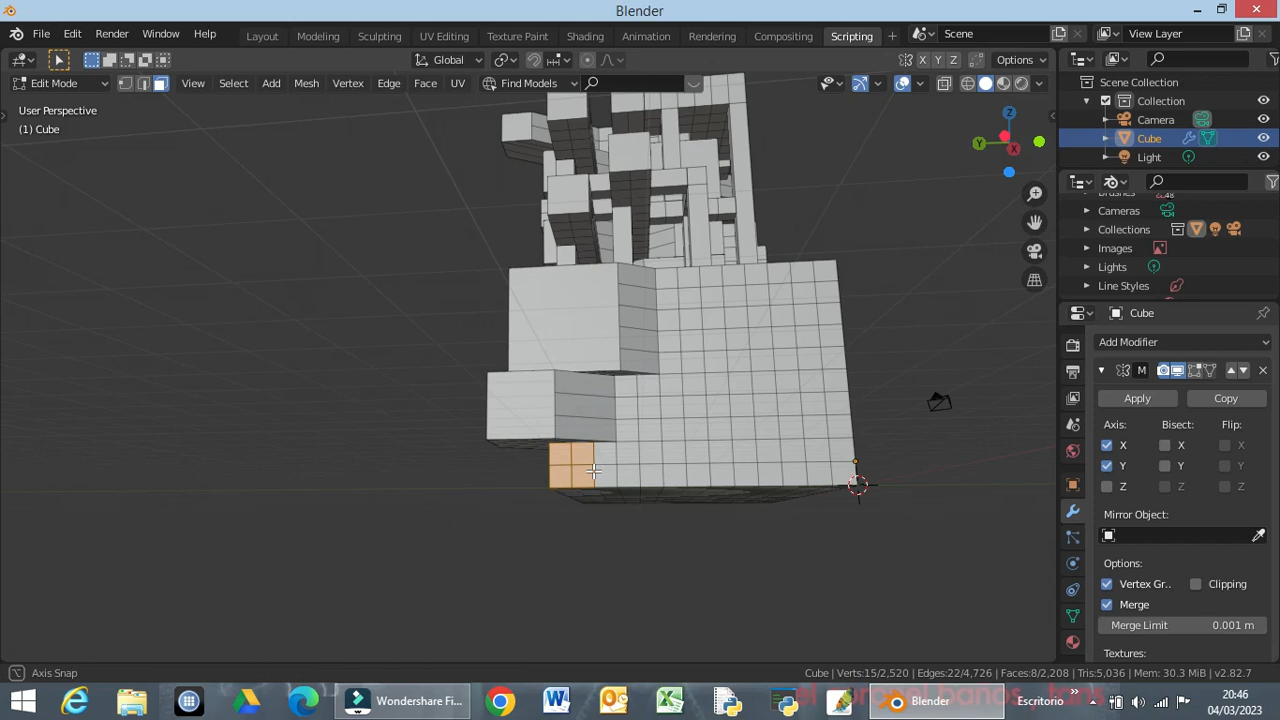 Blender
File Edit Render Window Help Layout Modeling Sculpting UV Editing Texture Paint Shading Animation Rendering Compositing Scripting + Scene View Layer
Global X Y Z Options
Edit Mode View Select Add Mesh Vertex Edge Face UV Find Models
User Perspective
(1) Cube
Z
Y
X
Scene Collection
Collection
Camera
Cube
Light
Brushes 48
Cameras
Collections
Images
Lights
Line Styles
Cube
Add Modifier
M
Apply Copy
Axis: Bisect: Flip:
X X X
Y Y Y
Z Z Z
Mirror Object:
Options:
Vertex Gr.. Clipping
Merge
Merge Limit 0.001 m
Textures:
Axis Snap Cube | Verts:15/2,520 | Edges:22/4,726 | Faces:8/2,208 | Tris:5,036 | Mem: 30.3 MiB | v2.82.7
Wondershare Fi... Blender Escritorio 20:46
04/03/2023